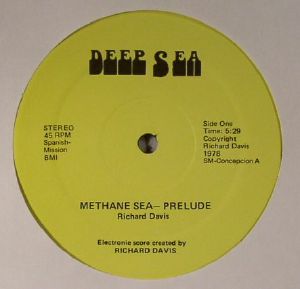 DEEP SEA
STEREO
45 RPM
Spanish-
Mission
BMI
Side One
Time: 5:29
Copyright
Richard Davis
1978
SM-Concepcion A
METHANE SEA — PRELUDE
Richard Davis
Electronic score created by
RICHARD DAVIS